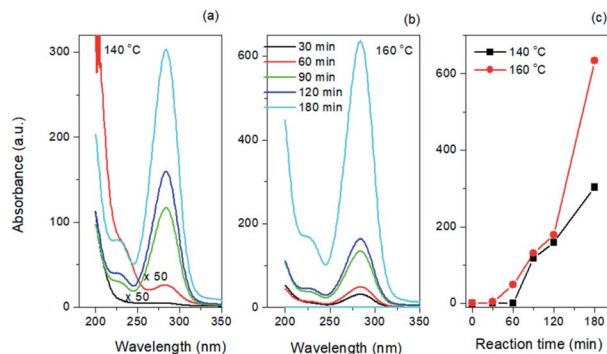 (a)
140 °C
x 50
x 50
300
200
100
0
200
250
300
350
Absorbance (a.u.)
Wavelength (nm)
(b)
160 °C
30 min
60 min
90 min
120 min
180 min
600
400
200
0
200
250
300
350
Wavelength (nm)
(c)
140 °C
160 °C
600
400
200
0
0
60
120
180
Reaction time (min)